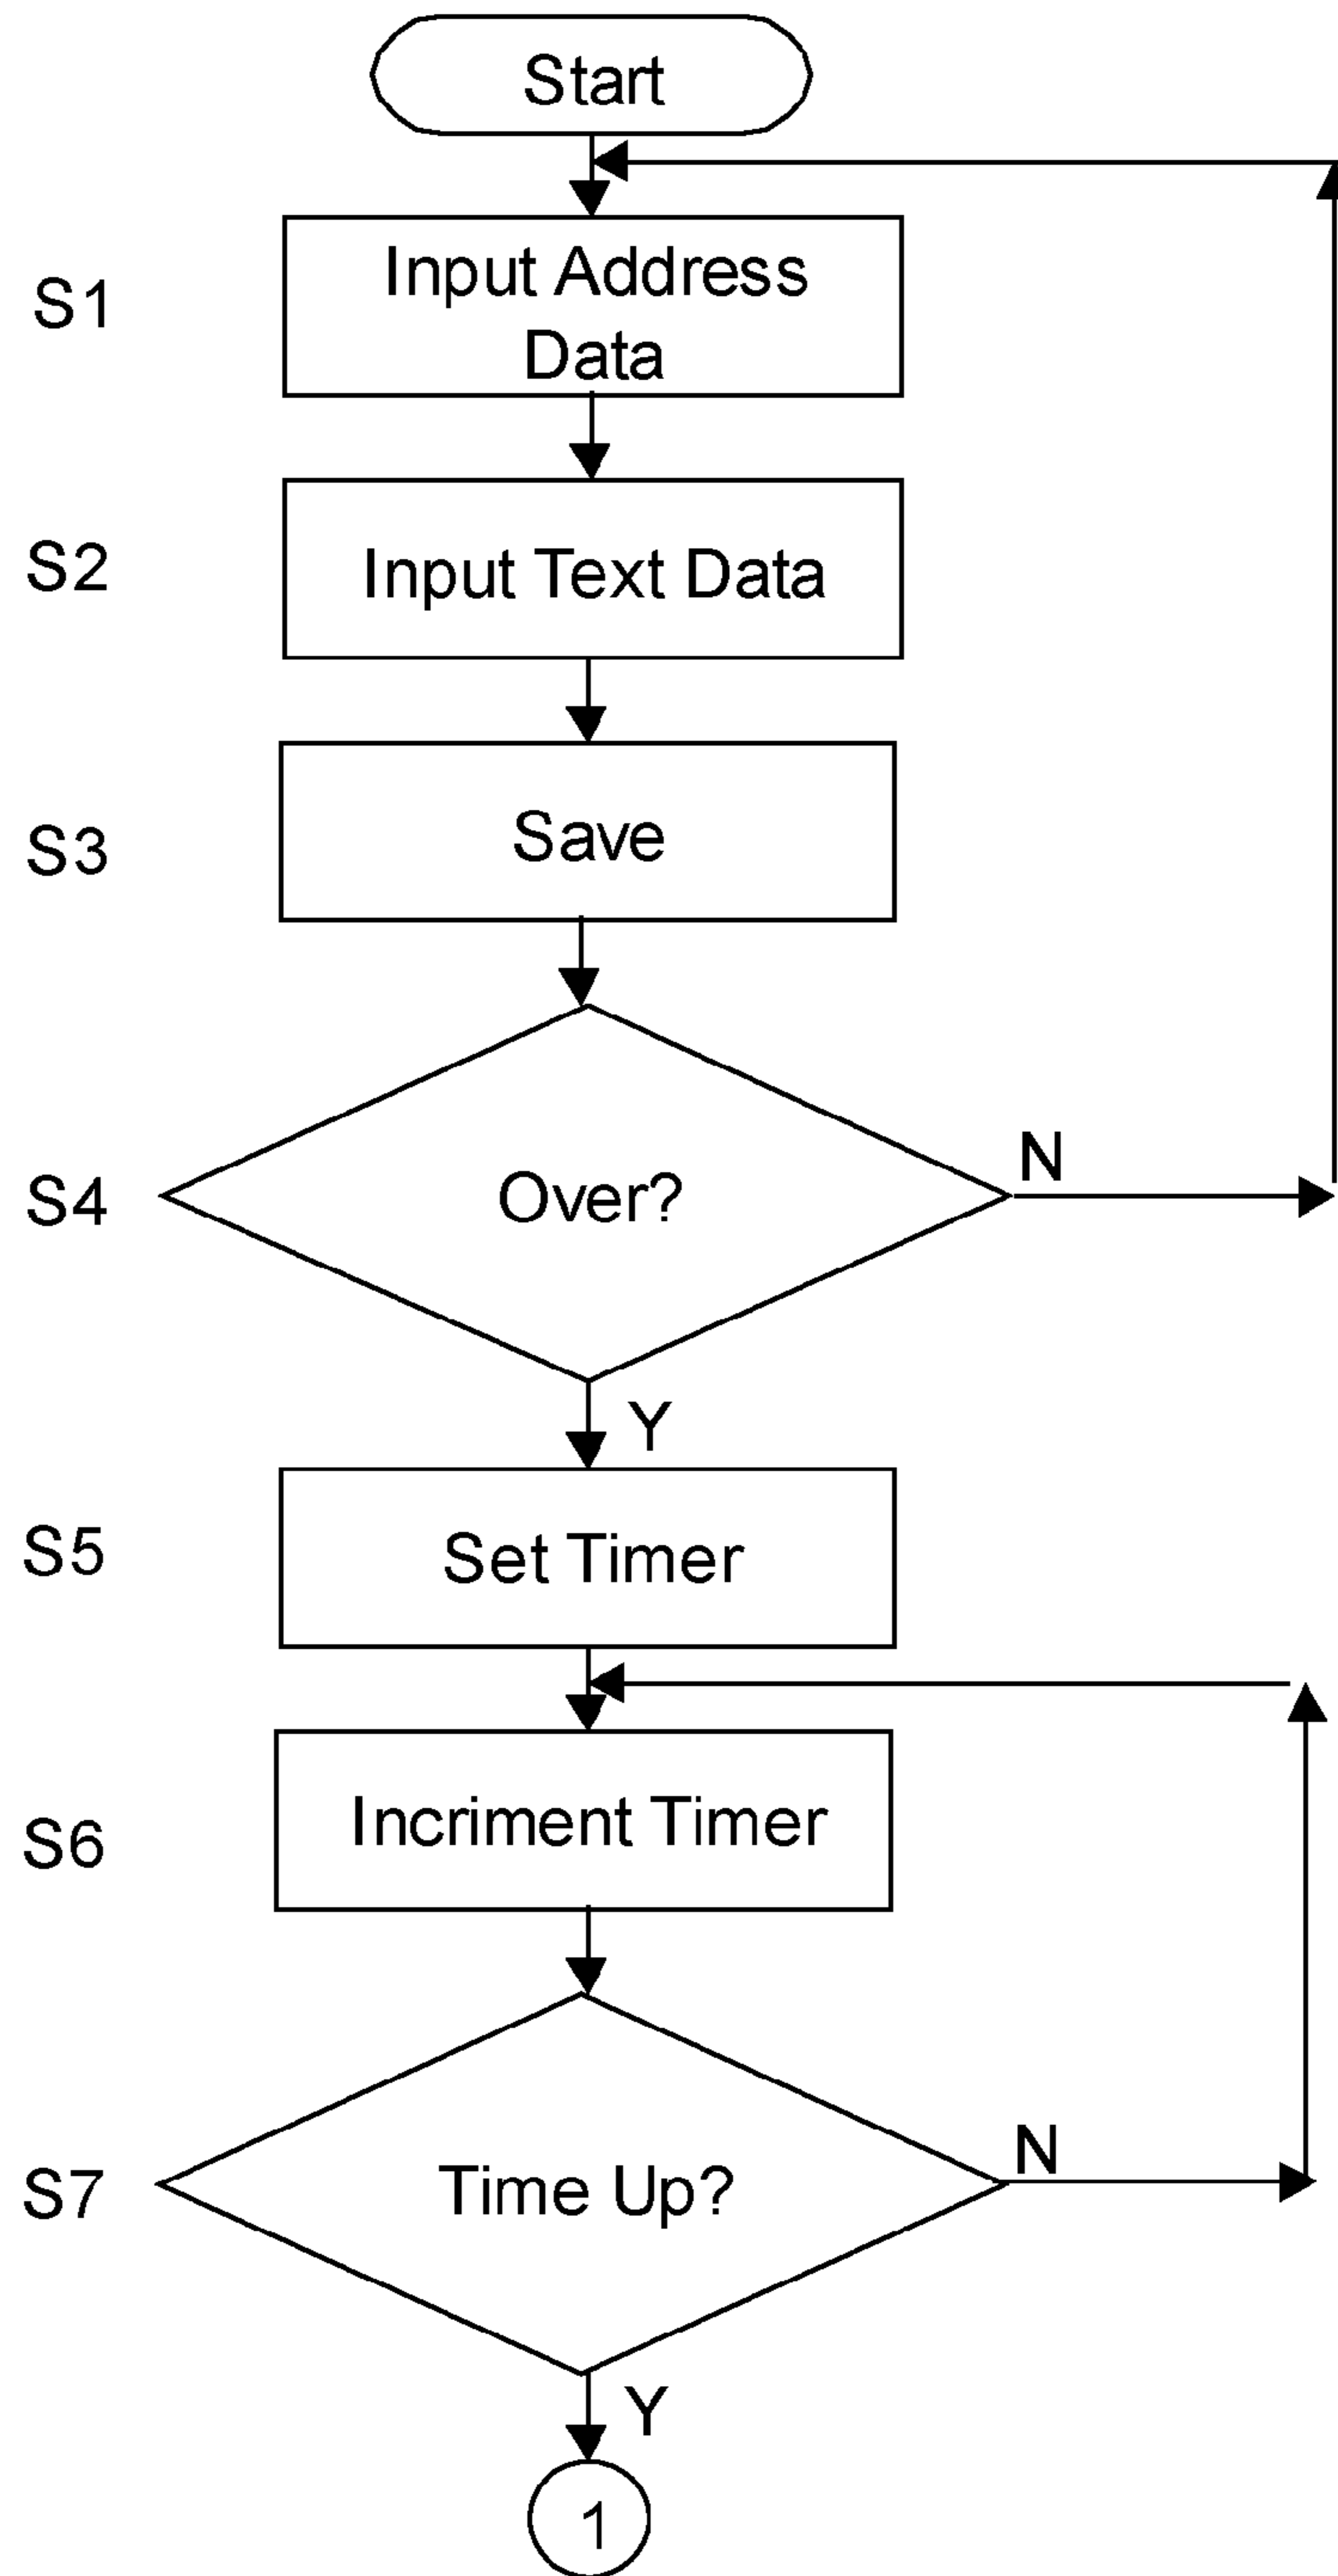 Start
S1
Input Address
Data
S2
Input Text Data
S3
Save
S4
Over?
N
Y
S5
Set Timer
S6
Incriment Timer
S7
Time Up?
N
Y
1